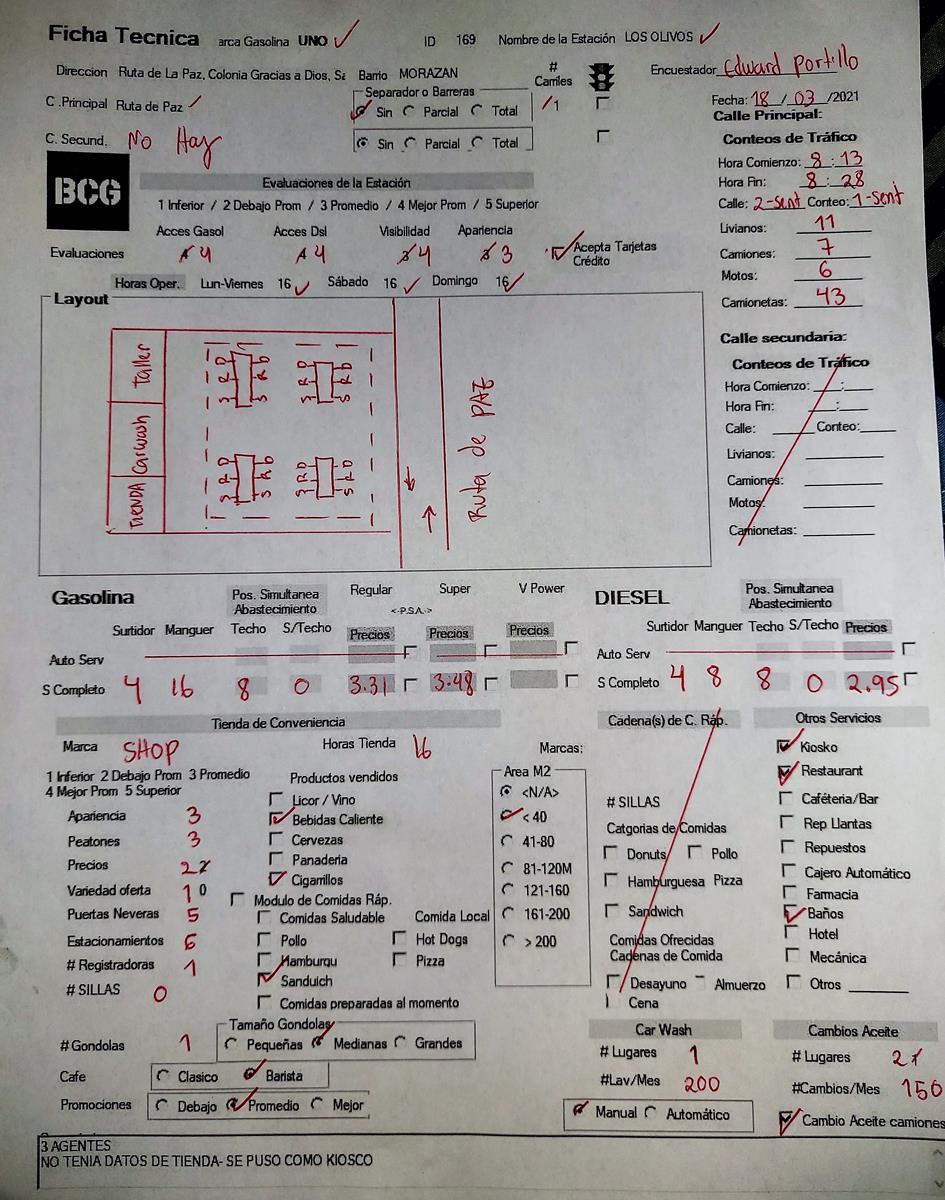 Ficha Tecnica arca Gasolina UNO ID 169 Nombre de la Estación LOS OLIVOS
Direccion Ruta de La Paz, Colonia Gracias a Dios, Sa Barrio MORAZAN # Carriles Encuestador Edward Portillo
C .Principal Ruta de Paz Separador o Barreras Sin Parcial Total 1 Fecha: 18 / 03 /2021
C. Secund. No Hay Sin Parcial Total
BCG
Evaluaciones de la Estación
1 Inferior / 2 Debajo Prom / 3 Promedio / 4 Mejor Prom / 5 Superior
Acces Gasol Acces Dsl Visibilidad Apariencia
Evaluaciones 4 4 4 3 Acepta Tarjetas Crédito
Horas Oper. Lun-Viernes 16 Sábado 16 Domingo 16
Calle Principal:
Conteos de Tráfico
Hora Comienzo: 8 : 13
Hora Fin: 8 : 28
Calle: 2-sent Conteo: 1-sent
Livianos: 11
Camiones: 7
Motos: 6
Camionetas: 43
Layout
taller
Carwash
TIENDA
S R D
S R D
S R D
S R D
S R D
S R D
S R D
S R D
Ruta de PAZ
Calle secundaria:
Conteos de Tráfico
Hora Comienzo: :
Hora Fin: :
Calle: Conteo:
Livianos:
Camiones:
Motos:
Camionetas:
Gasolina Pos. Simultanea Abastecimiento Regular <-P.S.A.-> Super V Power
Surtidor Manguer Techo S/Techo Precios Precios Precios
Auto Serv
S Completo 4 16 8 0 3.31 3.48
DIESEL Pos. Simultanea Abastecimiento
Surtidor Manguer Techo S/Techo Precios
Auto Serv
S Completo 4 8 8 0 2.95
Tienda de Conveniencia
Marca SHOP Horas Tienda 16 Marcas:
1 Inferior 2 Debajo Prom 3 Promedio
4 Mejor Prom 5 Superior
Apariencia 3
Peatones 3
Precios 2
Variedad oferta 1
Puertas Neveras 5
Estacionamientos 6
# Registradoras 1
# SILLAS 0
Productos vendidos
Licor / Vino
Bebidas Caliente
Cervezas
Panaderia
Cigarrillos
Modulo de Comidas Ráp.
Comidas Saludable Comida Local
Pollo Hot Dogs
Hamburgu Pizza
Sanduich
Comidas preparadas al momento
Area M2
<N/A>
< 40
41-80
81-120M
121-160
161-200
> 200
# Gondolas 1 Tamaño Gondolas Pequeñas Medianas Grandes
Cafe Clasico Barista
Promociones Debajo Promedio Mejor
Cadena(s) de C. Ráp.
# SILLAS
Catgorias de Comidas
Donuts Pollo
Hamburguesa Pizza
Sandwich
Comidas Ofrecidas
Cadenas de Comida
Desayuno Almuerzo
Cena
Otros Servicios
Kiosko
Restaurant
Caféteria/Bar
Rep Llantas
Repuestos
Cajero Automático
Farmacia
Baños
Hotel
Mecánica
Otros
Car Wash
# Lugares 1
#Lav/Mes 200
Manual Automático
Cambios Aceite
# Lugares 2
#Cambios/Mes 150
Cambio Aceite camiones
3 AGENTES
NO TENIA DATOS DE TIENDA- SE PUSO COMO KIOSCO